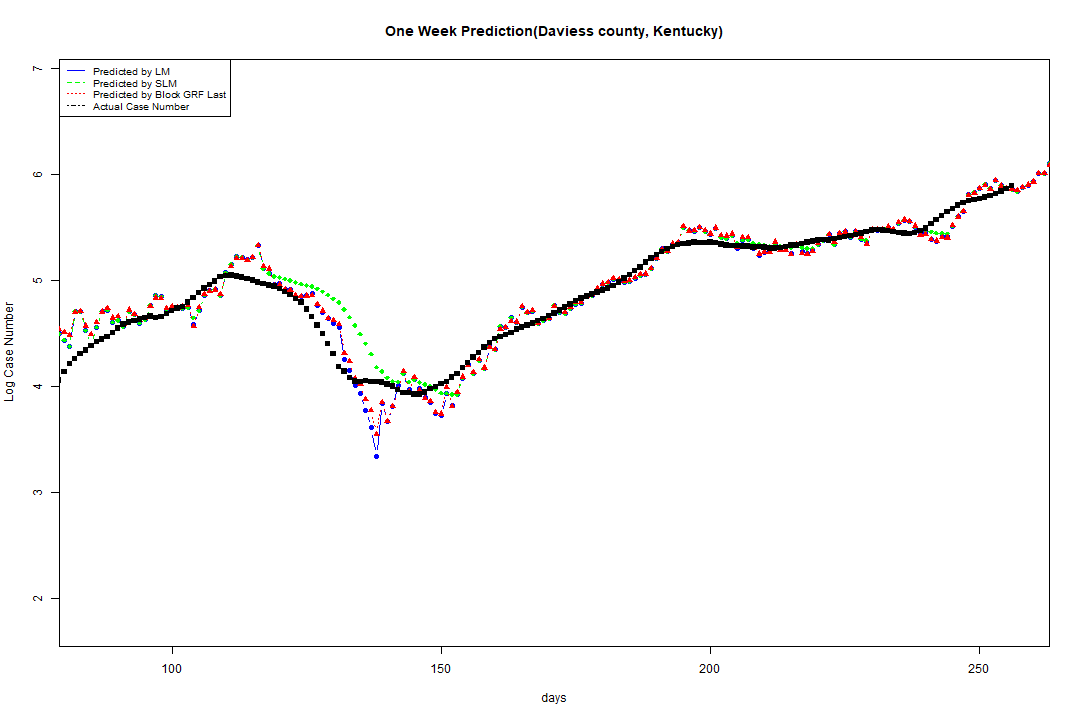 One Week Prediction(Daviess county, Kentucky)
Predicted by LM
Predicted by SLM
Predicted by Block GRF Last
Actual Case Number
7
6
5
4
3
2
Log Case Number
100
150
200
250
days